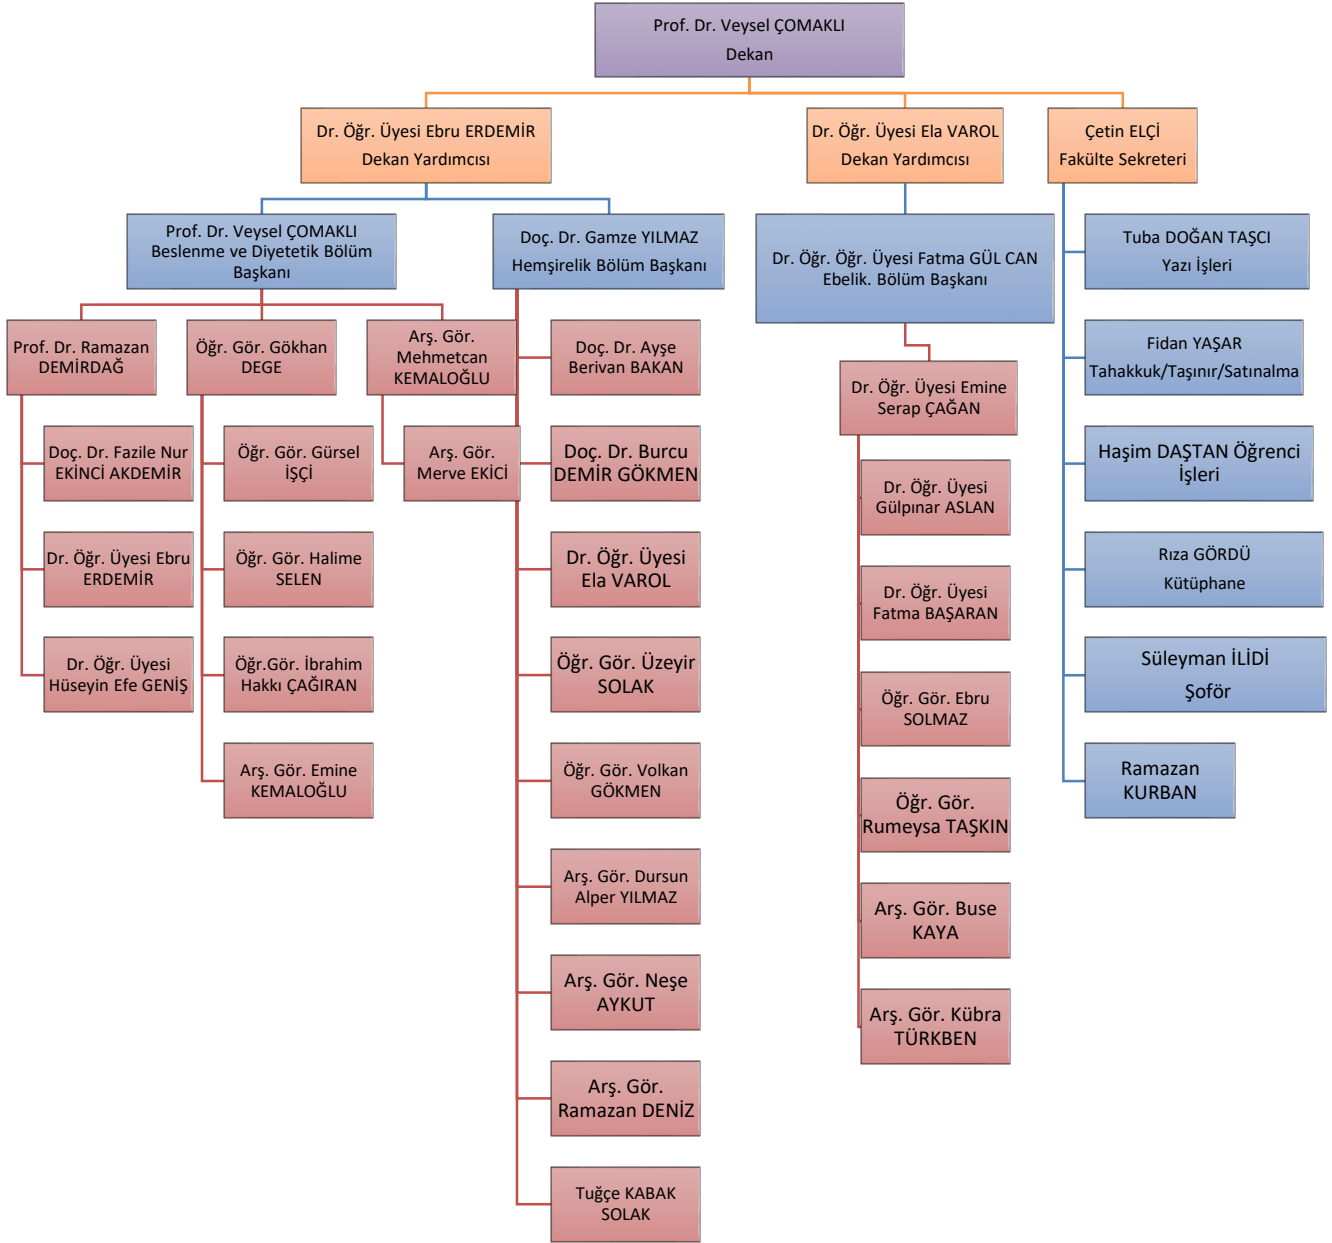 Prof. Dr. Veysel ÇOMAKLI
Dekan
Dr. Öğr. Üyesi Ebru ERDEMİR
Dekan Yardımcısı
Dr. Öğr. Üyesi Ela VAROL
Dekan Yardımcısı
Çetin ELÇİ
Fakülte Sekreteri
Prof. Dr. Veysel ÇOMAKLI
Beslenme ve Diyetetik Bölüm
Başkanı
Doç. Dr. Gamze YILMAZ
Hemşirelik Bölüm Başkanı
Dr. Öğr. Öğr. Üyesi Fatma GÜL CAN
Ebelik. Bölüm Başkanı
Tuba DOĞAN TAŞCI
Yazı İşleri
Prof. Dr. Ramazan
DEMİRDAĞ
Öğr. Gör. Gökhan
DEGE
Arş. Gör.
Mehmetcan
KEMALOĞLU
Doç. Dr. Ayşe
Berivan BAKAN
Dr. Öğr. Üyesi Emine
Serap ÇAĞAN
Fidan YAŞAR
Tahakkuk/Taşınır/Satınalma
Doç. Dr. Fazile Nur
EKİNCİ AKDEMİR
Öğr. Gör. Gürsel
İŞÇİ
Arş. Gör.
Merve EKİCİ
Doç. Dr. Burcu
DEMİR GÖKMEN
Dr. Öğr. Üyesi
Gülpınar ASLAN
Haşim DAŞTAN Öğrenci
İşleri
Dr. Öğr. Üyesi Ebru
ERDEMİR
Öğr. Gör. Halime
SELEN
Dr. Öğr. Üyesi
Ela VAROL
Dr. Öğr. Üyesi
Fatma BAŞARAN
Rıza GÖRDÜ
Kütüphane
Dr. Öğr. Üyesi
Hüseyin Efe GENİŞ
Öğr.Gör. İbrahim
Hakkı ÇAĞIRAN
Öğr. Gör. Üzeyir
SOLAK
Öğr. Gör. Ebru
SOLMAZ
Süleyman İLİDİ
Şoför
Arş. Gör. Emine
KEMALOĞLU
Öğr. Gör. Volkan
GÖKMEN
Öğr. Gör.
Rumeysa TAŞKIN
Ramazan
KURBAN
Arş. Gör. Dursun
Alper YILMAZ
Arş. Gör. Buse
KAYA
Arş. Gör. Neşe
AYKUT
Arş. Gör. Kübra
TÜRKBEN
Arş. Gör.
Ramazan DENİZ
Tuğçe KABAK
SOLAK